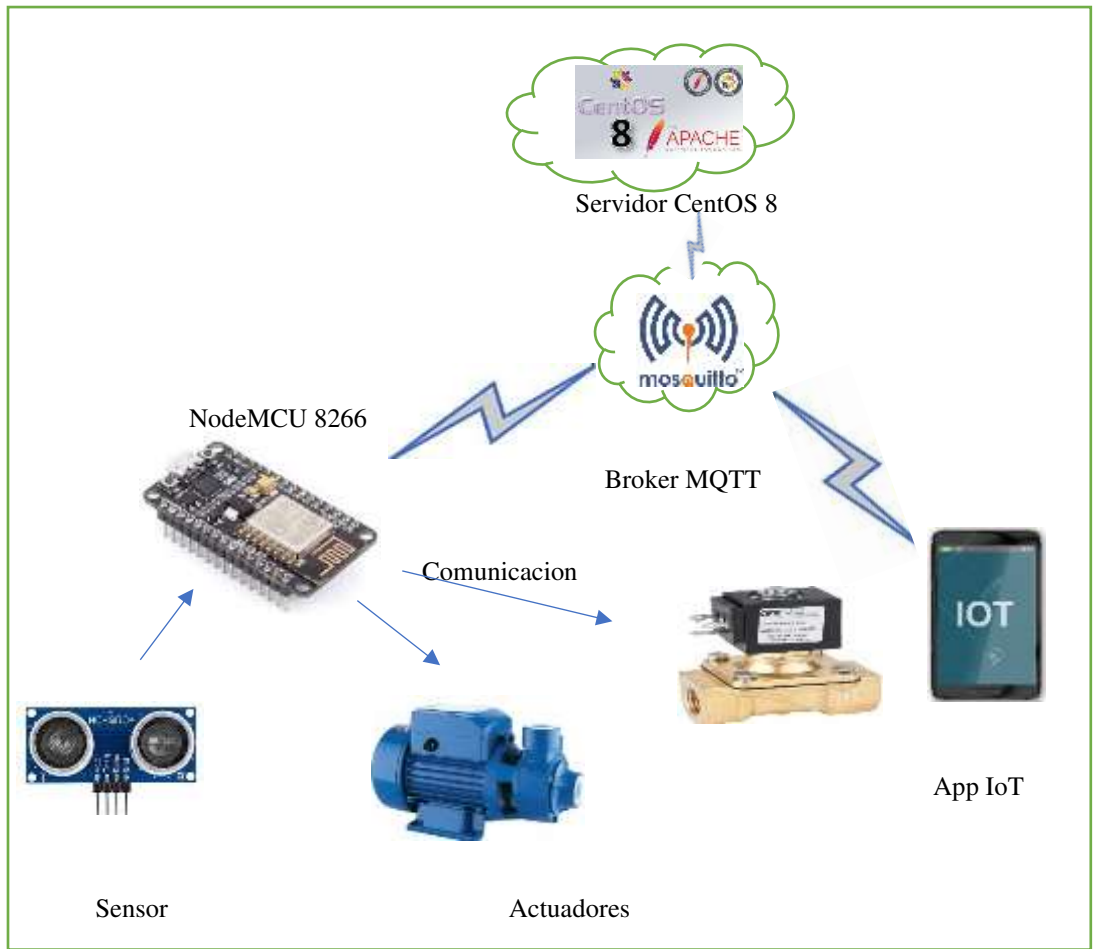 CentOS
8
APACHE
Servidor CentOS 8
mosquitto
NodeMCU 8266
Broker MQTT
Comunicacion
IOT
App IoT
Sensor
Actuadores